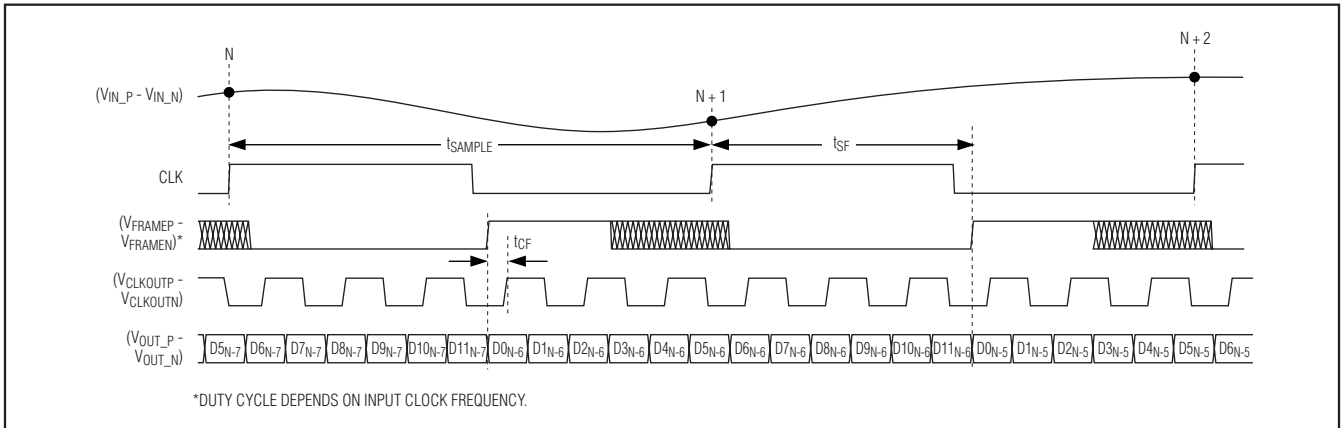 N
N + 2
(VIN_P - VIN_N)
N + 1
tSAMPLE
tSF
CLK
(VFRAMEP -
VFRAMEN)*
tCF
(VCLKOUTP -
VCLKOUTN)
(VOUT_P -
VOUT_N)
D5N-7 D6N-7 D7N-7 D8N-7 D9N-7 D10N-7 D11N-7 D0N-6 D1N-6 D2N-6 D3N-6 D4N-6 D5N-6 D6N-6 D7N-6 D8N-6 D9N-6 D10N-6 D11N-6 D0N-5 D1N-5 D2N-5 D3N-5 D4N-5 D5N-5 D6N-5
*DUTY CYCLE DEPENDS ON INPUT CLOCK FREQUENCY.